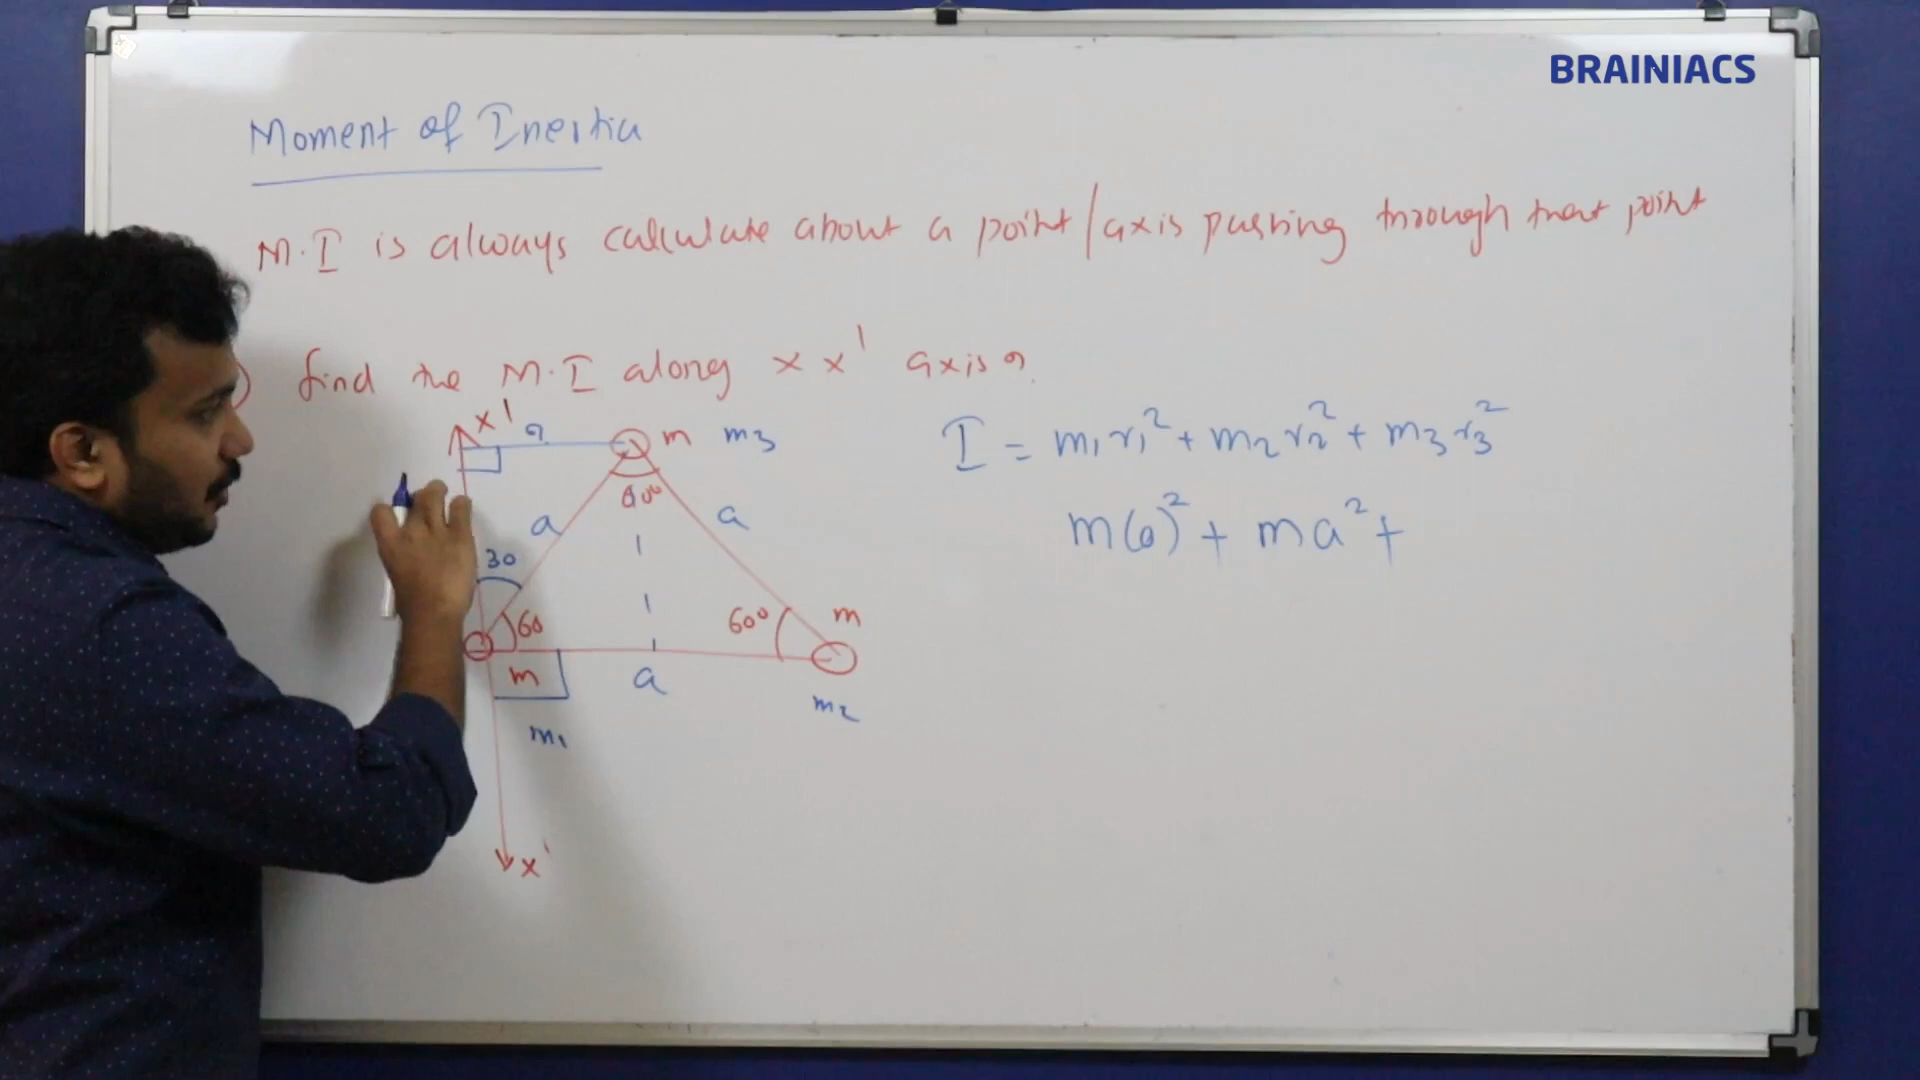 BRAINIACS
Moment of Inertia
M.I is always calculate about a point/axis passing through that point
) find the M.I along x x' axis ?
x'
?
m m3
60°
a
a
30
60
60°
m
m
a
m2
m1
x'
I = m1r1² + m2r2² + m3r3²
m(0)² + ma² +